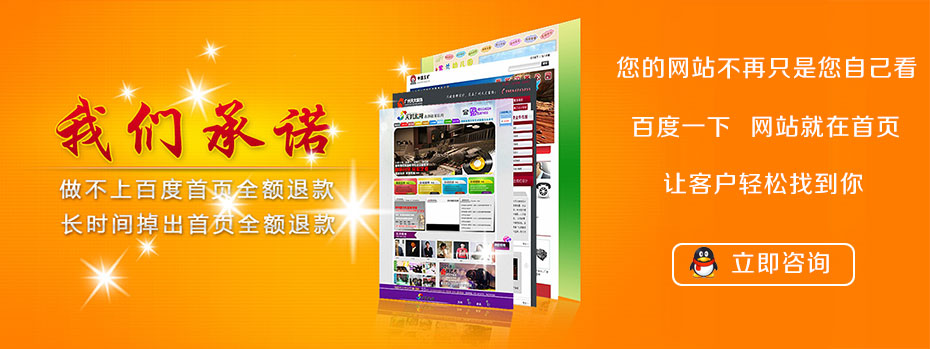 我们承诺
做不上百度首页全额退款
长时间掉出首页全额退款
您的网站不再只是您自己看
百度一下 网站就在首页
让客户轻松找到你
立即咨询